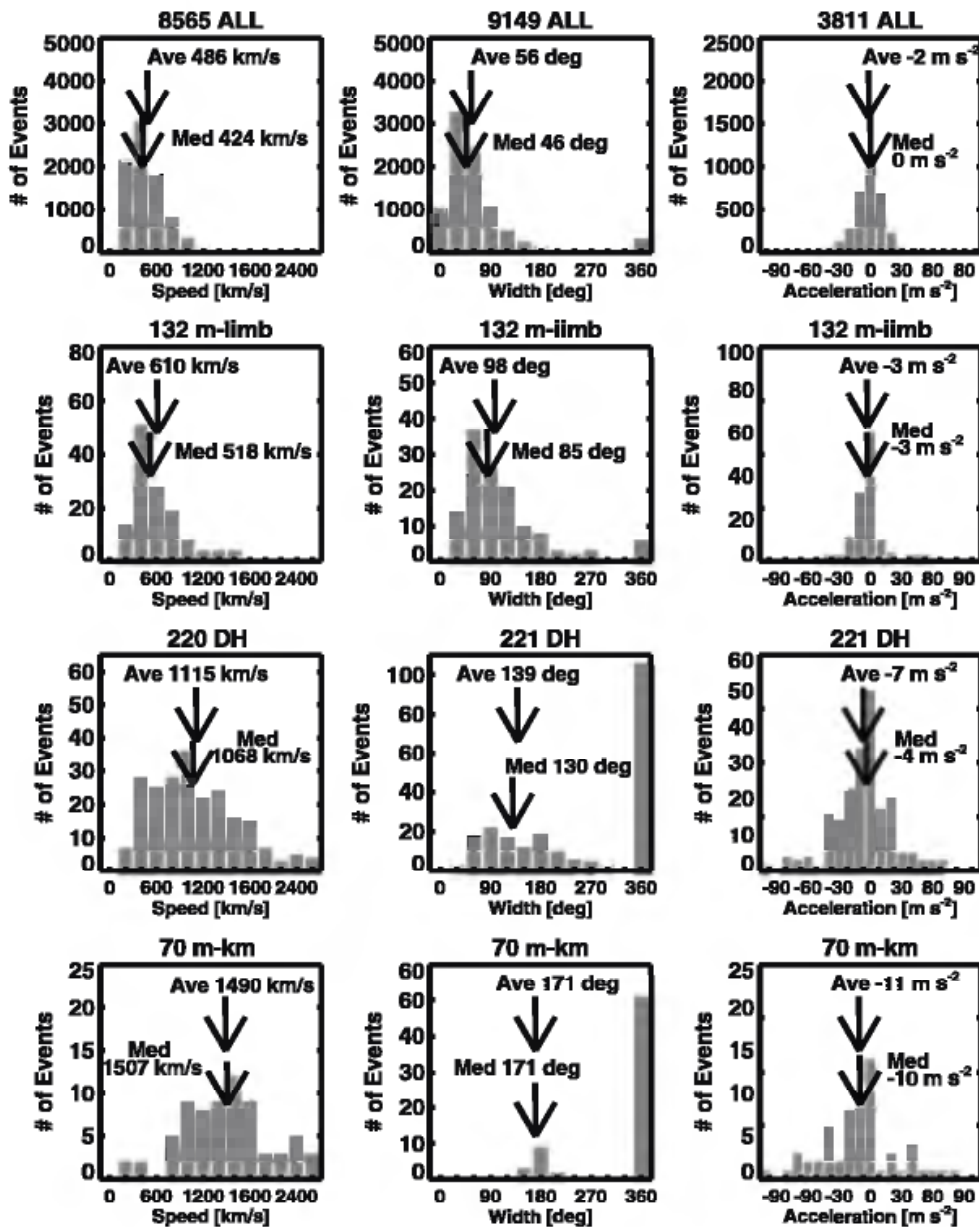 8565 ALL
5000
4000
3000
2000
1000
0
# of Events
Ave 486 km/s
Med 424 km/s
0 600 1200 1600 2400
Speed [km/s]
9149 ALL
5000
4000
3000
2000
1000
0
# of Events
Ave 56 deg
Med 46 deg
0 90 180 270 360
Width [deg]
3811 ALL
2500
2000
1500
1000
500
0
# of Events
Ave -2 m s⁻²
Med
0 m s⁻²
-90 -60 -30 0 30 60 90
Acceleration [m s⁻²]
132 m-limb
80
60
40
20
0
# of Events
Ave 610 km/s
Med 518 km/s
0 600 1200 1600 2400
Speed [km/s]
132 m-iimb
60
50
40
30
20
10
0
# of Events
Ave 98 deg
Med 85 deg
0 90 180 270 360
Width [deg]
132 m-iimb
100
80
60
40
20
0
# of Events
Ave -3 m s⁻²
Med
-3 m s⁻²
-90 -60 -30 0 30 60 90
Acceleration [m s⁻²]
220 DH
60
50
40
30
20
10
0
# of Events
Ave 1115 km/s
Med
1068 km/s
0 600 1200 1600 2400
Speed [km/s]
221 DH
100
80
60
40
20
0
# of Events
Ave 139 deg
Med 130 deg
0 90 180 270 360
Width [deg]
221 DH
60
50
40
30
20
10
0
# of Events
Ave -7 m s⁻²
Med
-4 m s⁻²
-90 -60 -30 0 30 60 90
Acceleration [m s⁻²]
70 m-km
25
20
15
10
5
0
# of Events
Ave 1490 km/s
Med
1507 km/s
0 600 1200 1600 2400
Speed [km/s]
70 m-km
60
60
40
30
20
10
0
# of Events
Ave 171 deg
Med 171 deg
0 90 180 270 360
Width [deg]
70 m-km
25
20
15
10
5
0
# of Events
Ave -11 m s⁻²
Med
-10 m s⁻²
-90 -60 -30 0 30 60 90
Acceleration [m s⁻²]